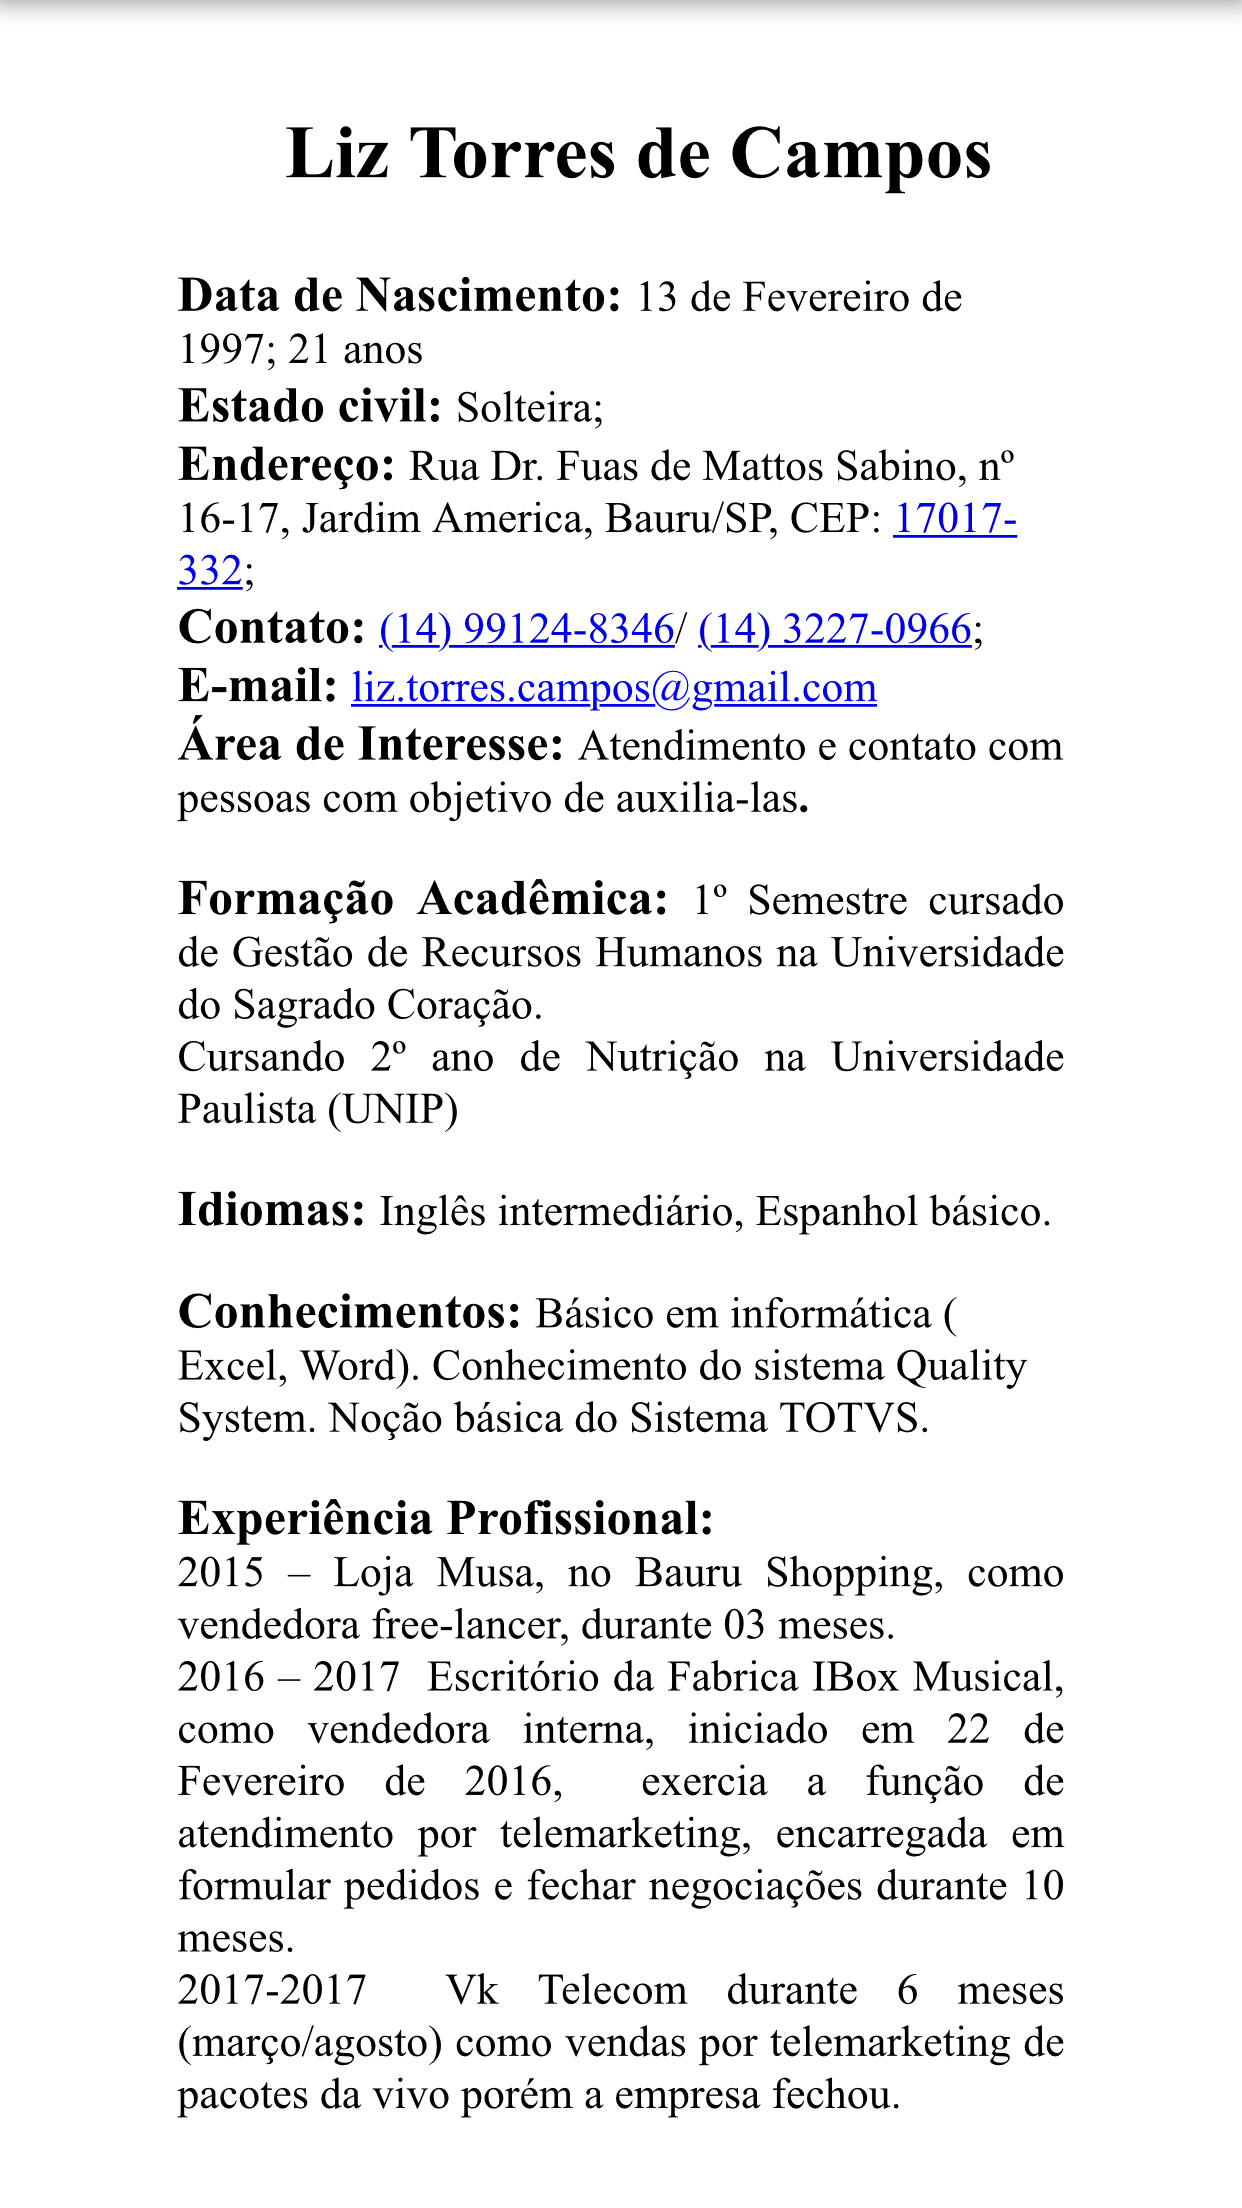 Liz Torres de Campos
Data de Nascimento: 13 de Fevereiro de
1997; 21 anos
Estado civil: Solteira;
Endereço: Rua Dr. Fuas de Mattos Sabino, nº
16-17, Jardim America, Bauru/SP, CEP: 17017-
332;
Contato: (14) 99124-8346/ (14) 3227-0966;
E-mail: liz.torres.campos@gmail.com
Área de Interesse: Atendimento e contato com
pessoas com objetivo de auxilia-las.
Formação Acadêmica: 1º Semestre cursado
de Gestão de Recursos Humanos na Universidade
do Sagrado Coração.
Cursando 2º ano de Nutrição na Universidade
Paulista (UNIP)
Idiomas: Inglês intermediário, Espanhol básico.
Conhecimentos: Básico em informática (
Excel, Word). Conhecimento do sistema Quality
System. Noção básica do Sistema TOTVS.
Experiência Profissional:
2015 – Loja Musa, no Bauru Shopping, como
vendedora free-lancer, durante 03 meses.
2016 – 2017  Escritório da Fabrica IBox Musical,
como vendedora interna, iniciado em 22 de
Fevereiro de 2016,  exercia a função de
atendimento por telemarketing, encarregada em
formular pedidos e fechar negociações durante 10
meses.
2017-2017  Vk Telecom durante 6 meses
(março/agosto) como vendas por telemarketing de
pacotes da vivo porém a empresa fechou.